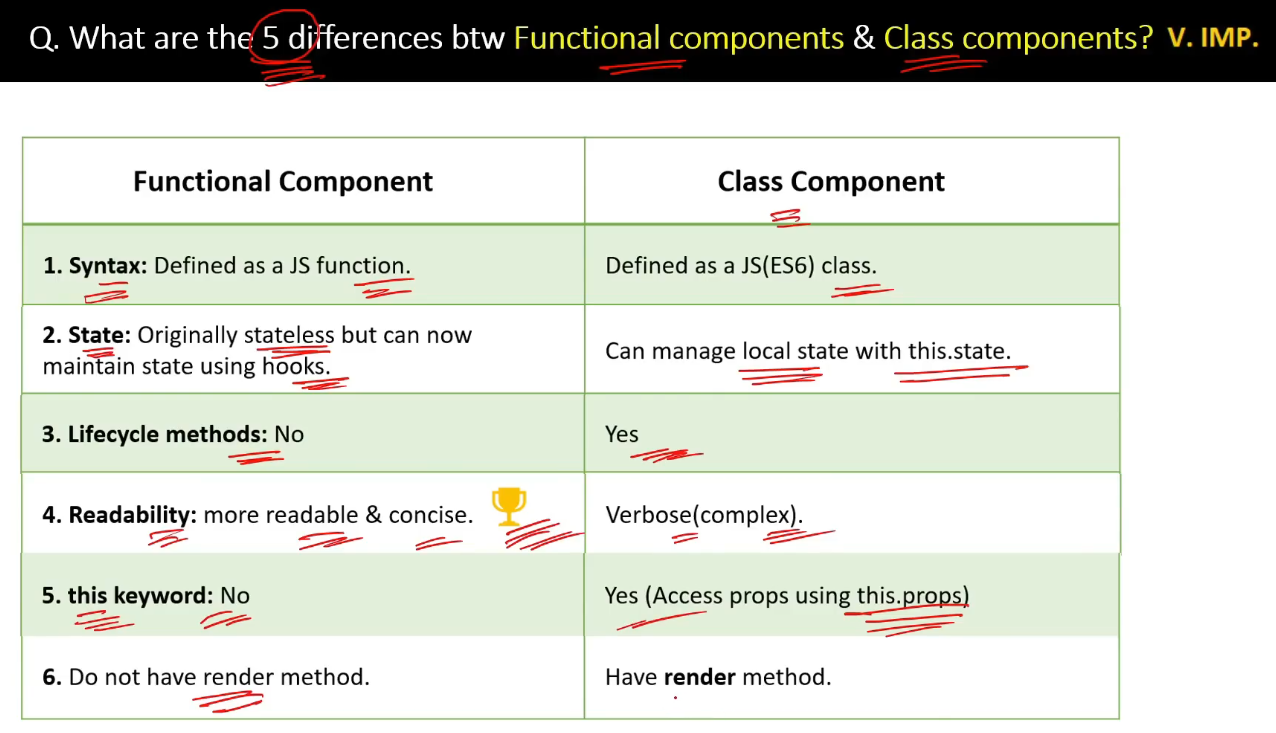 Q. What are the 5 differences btw Functional components & Class components? V. IMP.
Functional Component
Class Component
1. Syntax: Defined as a JS function.
Defined as a JS(ES6) class.
2. State: Originally stateless but can now
maintain state using hooks.
Can manage local state with this.state.
3. Lifecycle methods: No
Yes
4. Readability: more readable & concise.
Verbose(complex).
5. this keyword: No
Yes (Access props using this.props)
6. Do not have render method.
Have render method.